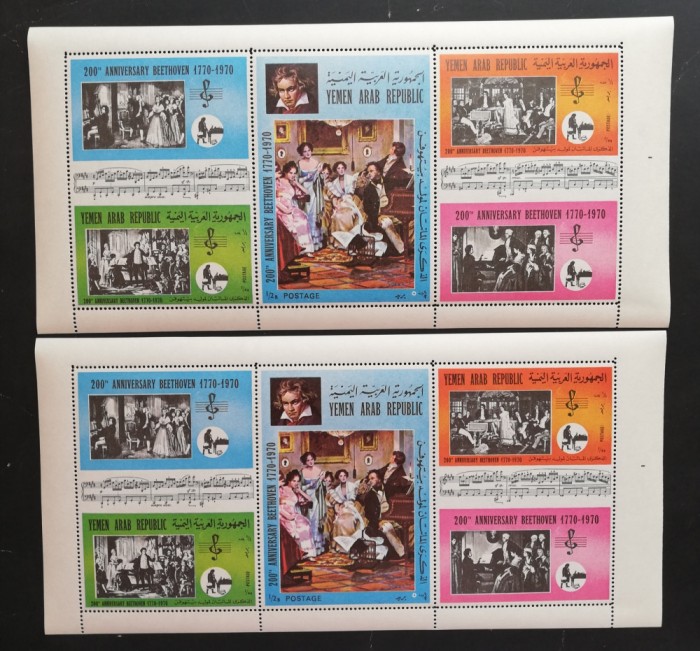 200th ANNIVERSARY BEETHOVEN 1770-1970
الجمهورية العربية اليمنية
YEMEN ARAB REPUBLIC
200th ANNIVERSARY BEETHOVEN 1770-1970
1/2B POSTAGE
YEMEN ARAB REPUBLIC الجمهورية العربية اليمنية
POSTAGE
200th ANNIVERSARY BEETHOVEN 1770-1970
YEMEN ARAB REPUBLIC الجمهورية العربية اليمنية
POSTAGE
200th ANNIVERSARY BEETHOVEN 1770-1970
200th ANNIVERSARY BEETHOVEN 1770-1970
200th ANNIVERSARY BEETHOVEN 1770-1970
الجمهورية العربية اليمنية
YEMEN ARAB REPUBLIC
200th ANNIVERSARY BEETHOVEN 1770-1970
1/2B POSTAGE
YEMEN ARAB REPUBLIC الجمهورية العربية اليمنية
POSTAGE
200th ANNIVERSARY BEETHOVEN 1770-1970
YEMEN ARAB REPUBLIC الجمهورية العربية اليمنية
POSTAGE
200th ANNIVERSARY BEETHOVEN 1770-1970
200th ANNIVERSARY BEETHOVEN 1770-1970